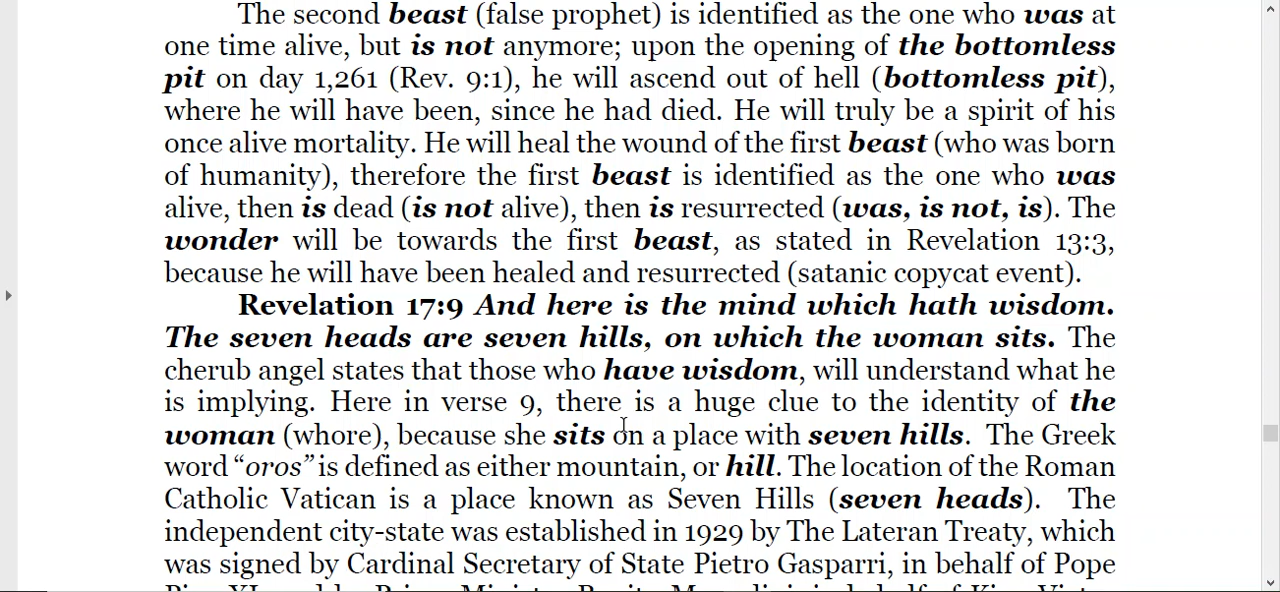 The second beast (false prophet) is identified as the one who was at
one time alive, but is not anymore; upon the opening of the bottomless
pit on day 1,261 (Rev. 9:1), he will ascend out of hell (bottomless pit),
where he will have been, since he had died. He will truly be a spirit of his
once alive mortality. He will heal the wound of the first beast (who was born
of humanity), therefore the first beast is identified as the one who was
alive, then is dead (is not alive), then is resurrected (was, is not, is). The
wonder will be towards the first beast, as stated in Revelation 13:3,
because he will have been healed and resurrected (satanic copycat event).
Revelation 17:9 And here is the mind which hath wisdom.
The seven heads are seven hills, on which the woman sits. The
cherub angel states that those who have wisdom, will understand what he
is implying. Here in verse 9, there is a huge clue to the identity of the
woman (whore), because she sits on a place with seven hills. The Greek
word “oros” is defined as either mountain, or hill. The location of the Roman
Catholic Vatican is a place known as Seven Hills (seven heads). The
independent city-state was established in 1929 by The Lateran Treaty, which
was signed by Cardinal Secretary of State Pietro Gasparri, in behalf of Pope